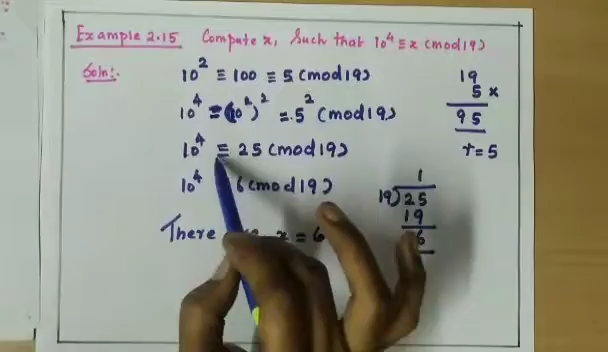 Example 2.15 Compute x, Such that 10⁴ ≡ x (mod 19)
Soln:-
10² ≡ 100 ≡ 5 (mod 19)
10⁴ = (10²)² = 5² (mod 19)
10⁴ ≡ 25 (mod 19)
10⁴ 6 (mod 19)
There x = 6
19
5 ×
95
r = 5
1
19)25
19
6